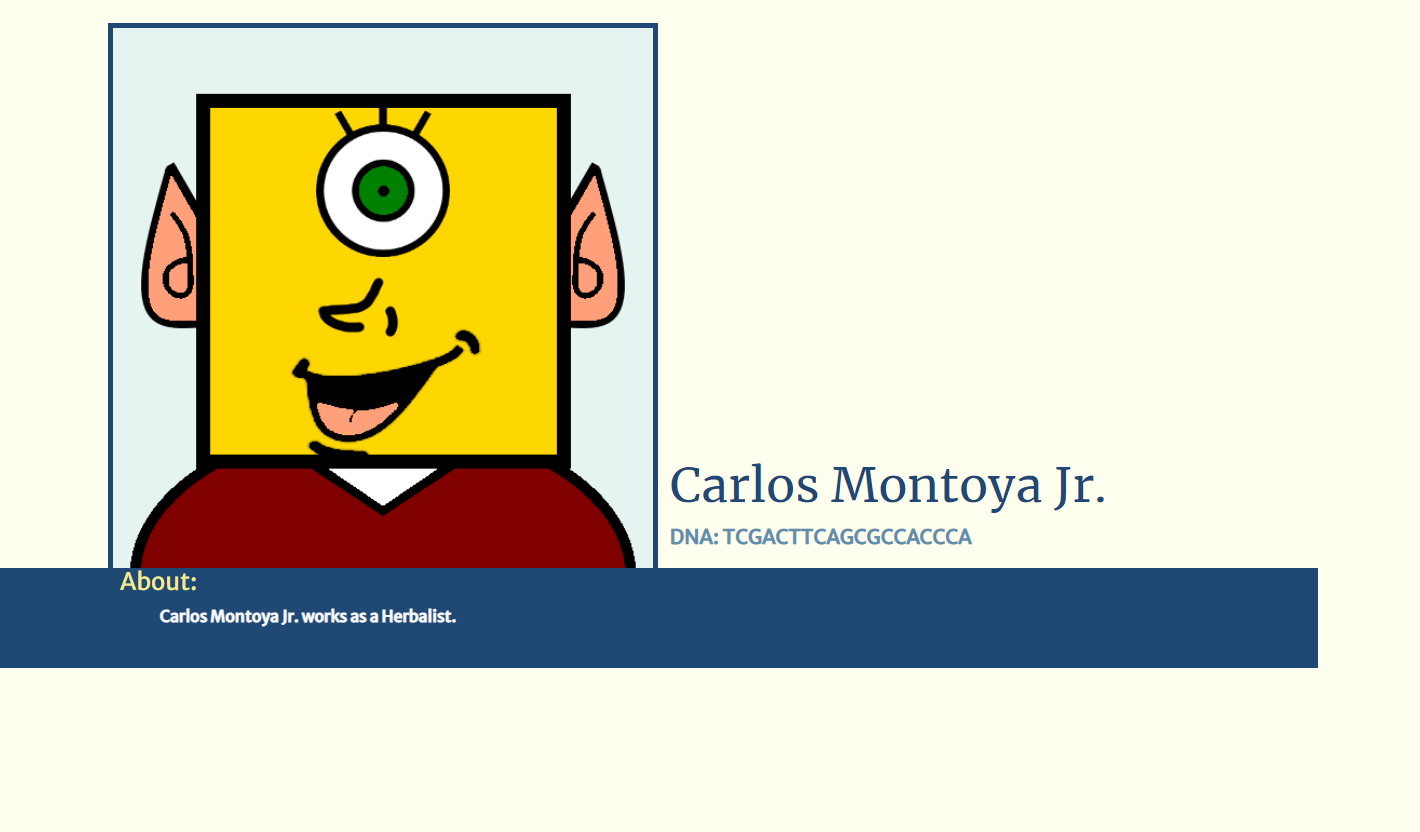 Carlos Montoya Jr.
DNA: TCGACTTCAGCGCCACCCA
About:
Carlos Montoya Jr. works as a Herbalist.